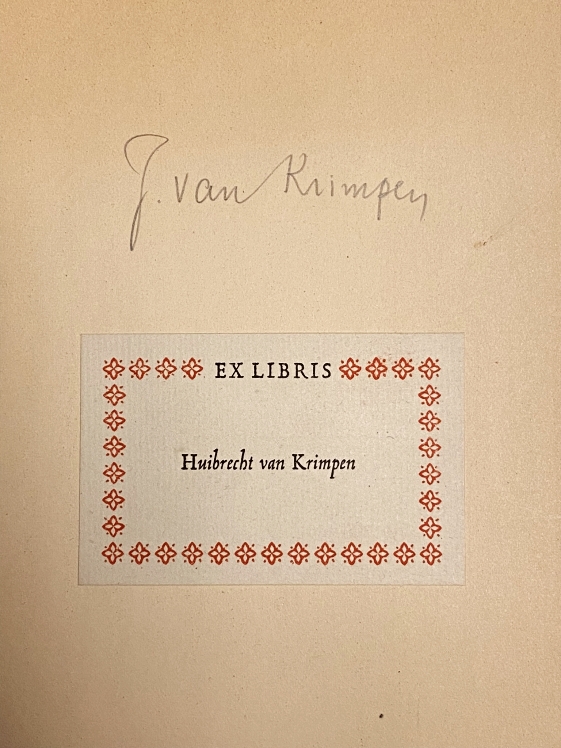 J. van Krimpen
EX LIBRIS
Huibrecht van Krimpen